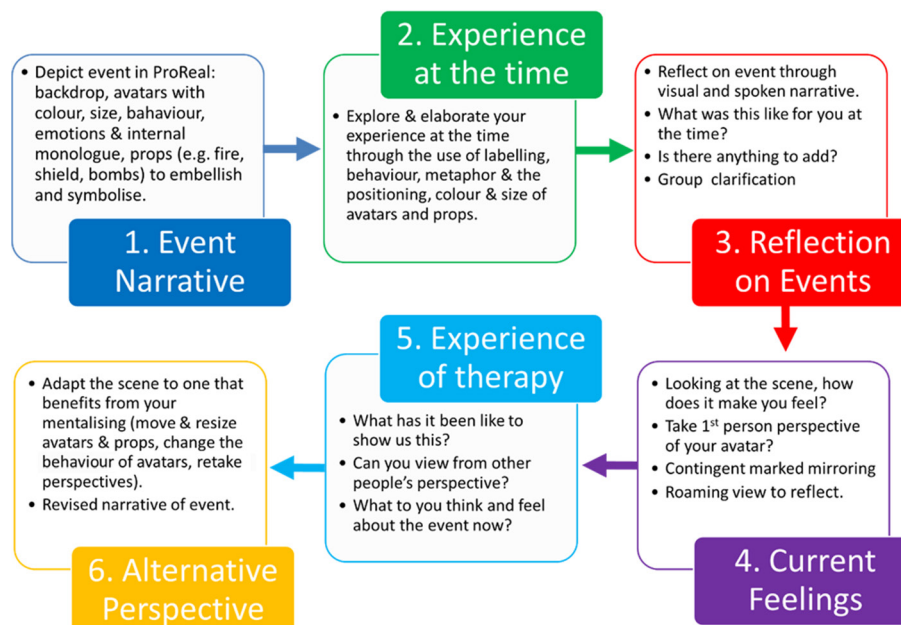 • Depict event in ProReal:
backdrop, avatars with
colour, size, bahaviour,
emotions & internal
monologue, props (e.g. fire,
shield, bombs) to embellish
and symbolise.
1. Event
Narrative
2. Experience
at the time
• Explore & elaborate your
experience at the time
through the use of labelling,
behaviour, metaphor & the
positioning, colour & size of
avatars and props.
• Reflect on event through
visual and spoken narrative.
• What was this like for you at
the time?
• Is there anything to add?
• Group clarification
3. Reflection
on Events
• Looking at the scene, how
does it make you feel?
• Take 1st person perspective
of your avatar?
• Contingent marked mirroring
• Roaming view to reflect.
4. Current
Feelings
5. Experience
of therapy
• What has it been like to
show us this?
• Can you view from other
people's perspective?
• What to you think and feel
about the event now?
• Adapt the scene to one that
benefits from your
mentalising (move & resize
avatars & props, change the
behaviour of avatars, retake
perspectives).
• Revised narrative of event.
6. Alternative
Perspective